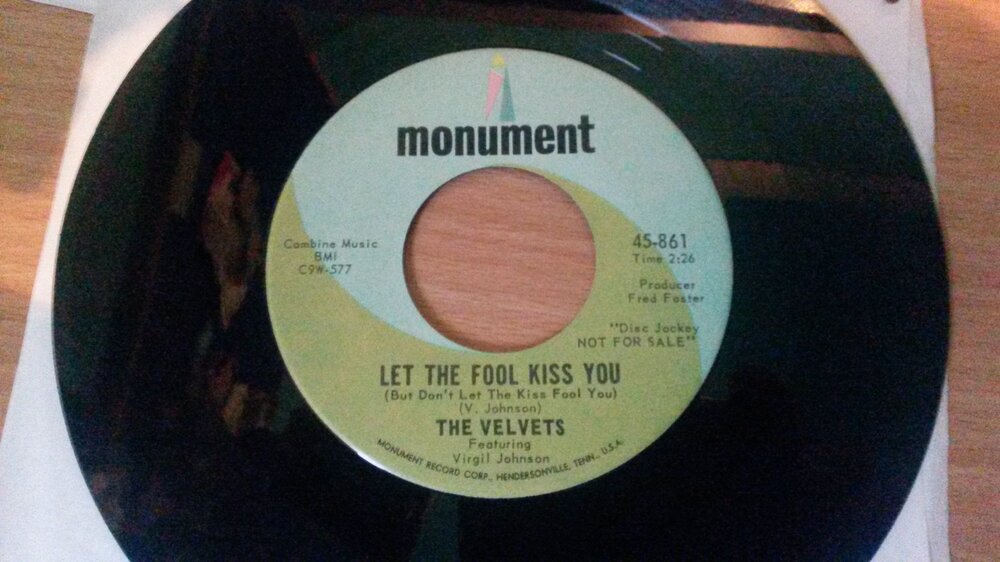 monument
Combine Music
BMI
C9W-577
45-861
Time 2:26
Producer
Fred Foster
"Disc Jockey
NOT FOR SALE"
LET THE FOOL KISS YOU
(But Don't Let The Kiss Fool You)
(V. Johnson)
THE VELVETS
Featuring
Virgil Johnson
MONUMENT RECORD CORP., HENDERSONVILLE, TENN., U.S.A.